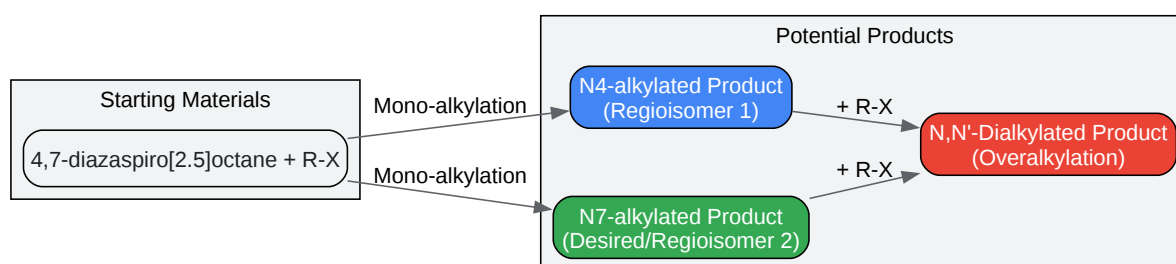 Potential Products
Starting Materials
4,7-diazaspiro[2.5]octane + R-X
Mono-alkylation
Mono-alkylation
N4-alkylated Product
(Regioisomer 1)
N7-alkylated Product
(Desired/Regioisomer 2)
+ R-X
+ R-X
N,N'-Dialkylated Product
(Overalkylation)